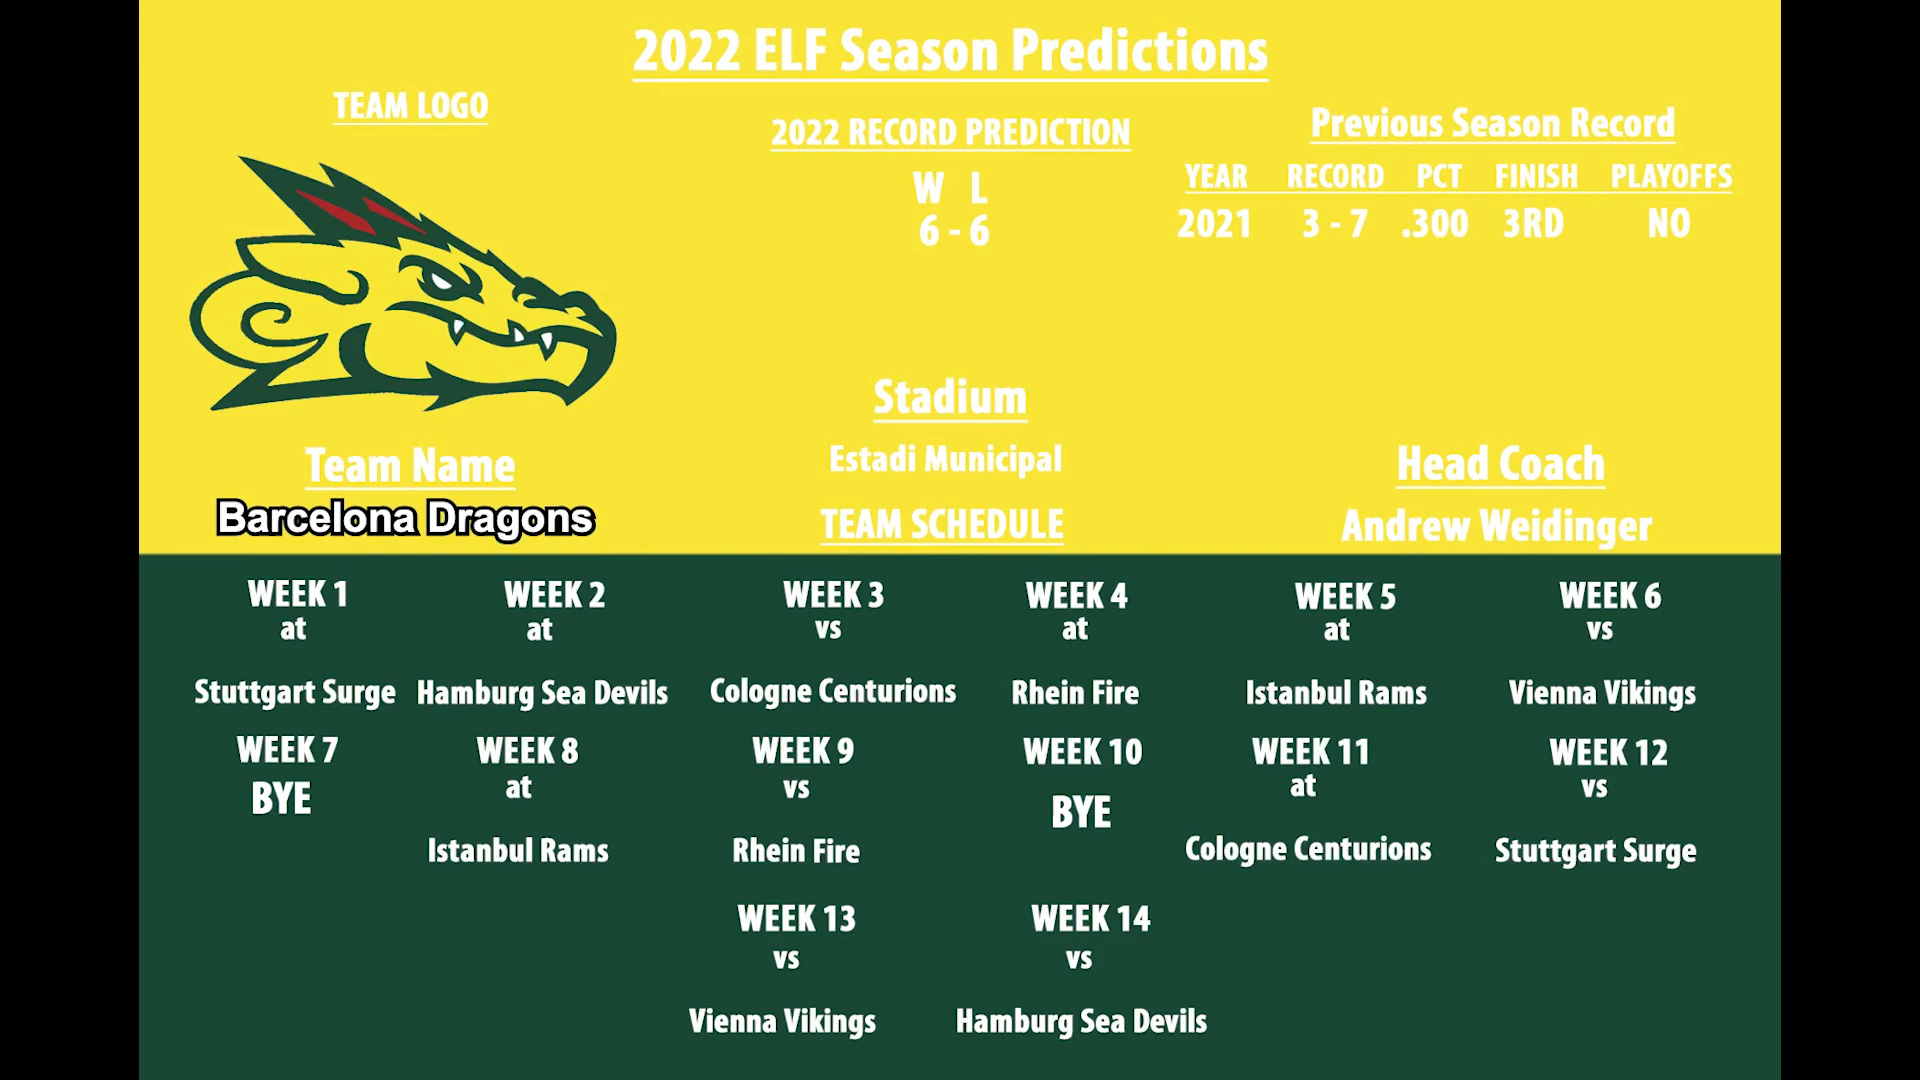 2022 ELF Season Predictions
TEAM LOGO
2022 RECORD PREDICTION
W L
6 - 6
Previous Season Record
YEAR RECORD PCT FINISH PLAYOFFS
2021 3 - 7 .300 3RD NO
Stadium
Estadi Municipal
Team Name
Barcelona Dragons
Head Coach
Andrew Weidinger
TEAM SCHEDULE
WEEK 1 WEEK 2 WEEK 3 WEEK 4 WEEK 5 WEEK 6
at at vs at at vs
Stuttgart Surge Hamburg Sea Devils Cologne Centurions Rhein Fire Istanbul Rams Vienna Vikings
WEEK 7 WEEK 8 WEEK 9 WEEK 10 WEEK 11 WEEK 12
BYE at vs BYE at vs
Istanbul Rams Rhein Fire Cologne Centurions Stuttgart Surge
WEEK 13 WEEK 14
vs vs
Vienna Vikings Hamburg Sea Devils